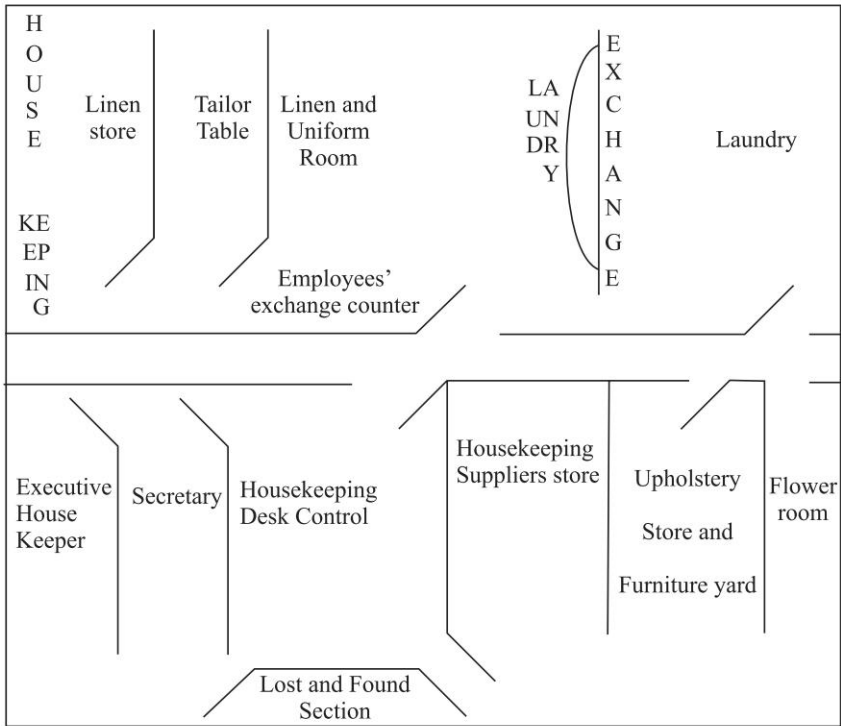 H
O
U
S
E
KE
EP
IN
G
Linen
store
Tailor
Table
Linen and
Uniform
Room
Employees’
exchange counter
LA
UN
DR
Y
E
X
C
H
A
N
G
E
Laundry
Executive
House
Keeper
Secretary
Housekeeping
Desk Control
Lost and Found
Section
Housekeeping
Suppliers store
Upholstery
Store and
Furniture yard
Flower
room